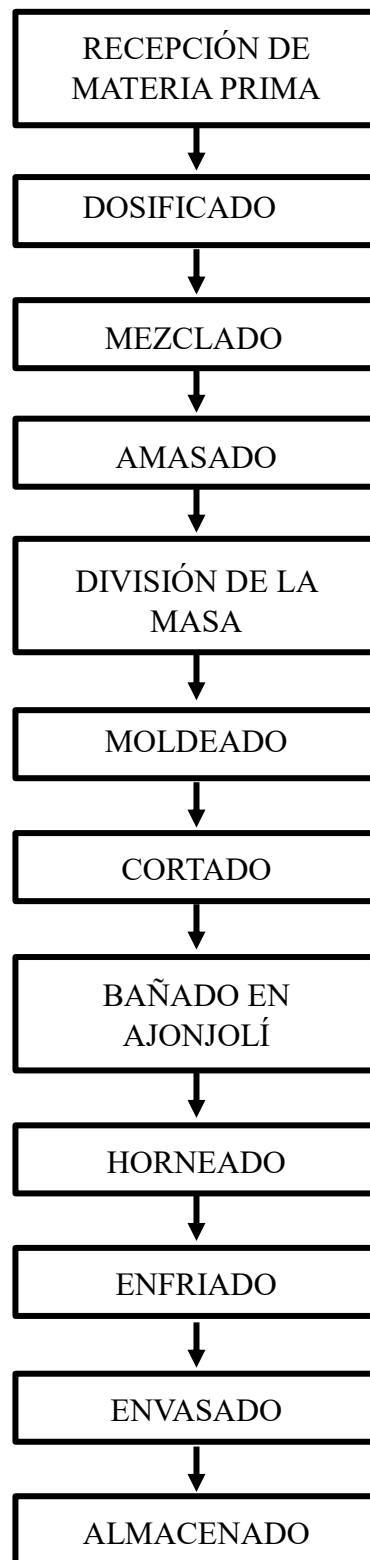 RECEPCIÓN DE
MATERIA PRIMA
DOSIFICADO
MEZCLADO
AMASADO
DIVISIÓN DE LA
MASA
MOLDEADO
CORTADO
BAÑADO EN
AJONJOLÍ
HORNEADO
ENFRIADO
ENVASADO
ALMACENADO